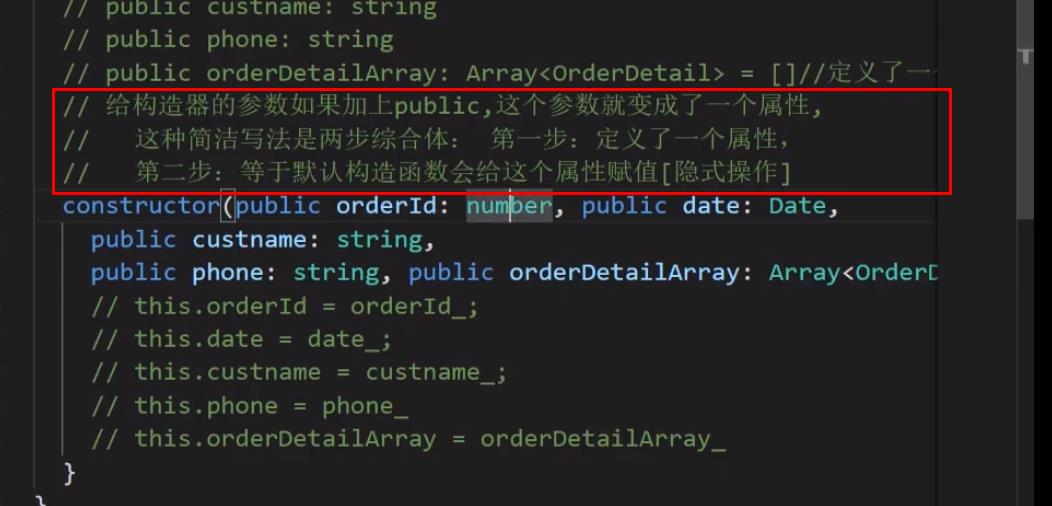 // public custname: string
// public phone: string
// public orderDetailArray: Array<OrderDetail> = []//定义了一
// 给构造器的参数如果加上public,这个参数就变成了一个属性,
//   这种简洁写法是两步综合体： 第一步：定义了一个属性，
//   第二步：等于默认构造函数会给这个属性赋值[隐式操作]
constructor(public orderId: number, public date: Date,
public custname: string,
public phone: string, public orderDetailArray: Array<OrderD
// this.orderId = orderId_;
// this.date = date_;
// this.custname = custname_;
// this.phone = phone_
// this.orderDetailArray = orderDetailArray_
}
}
T